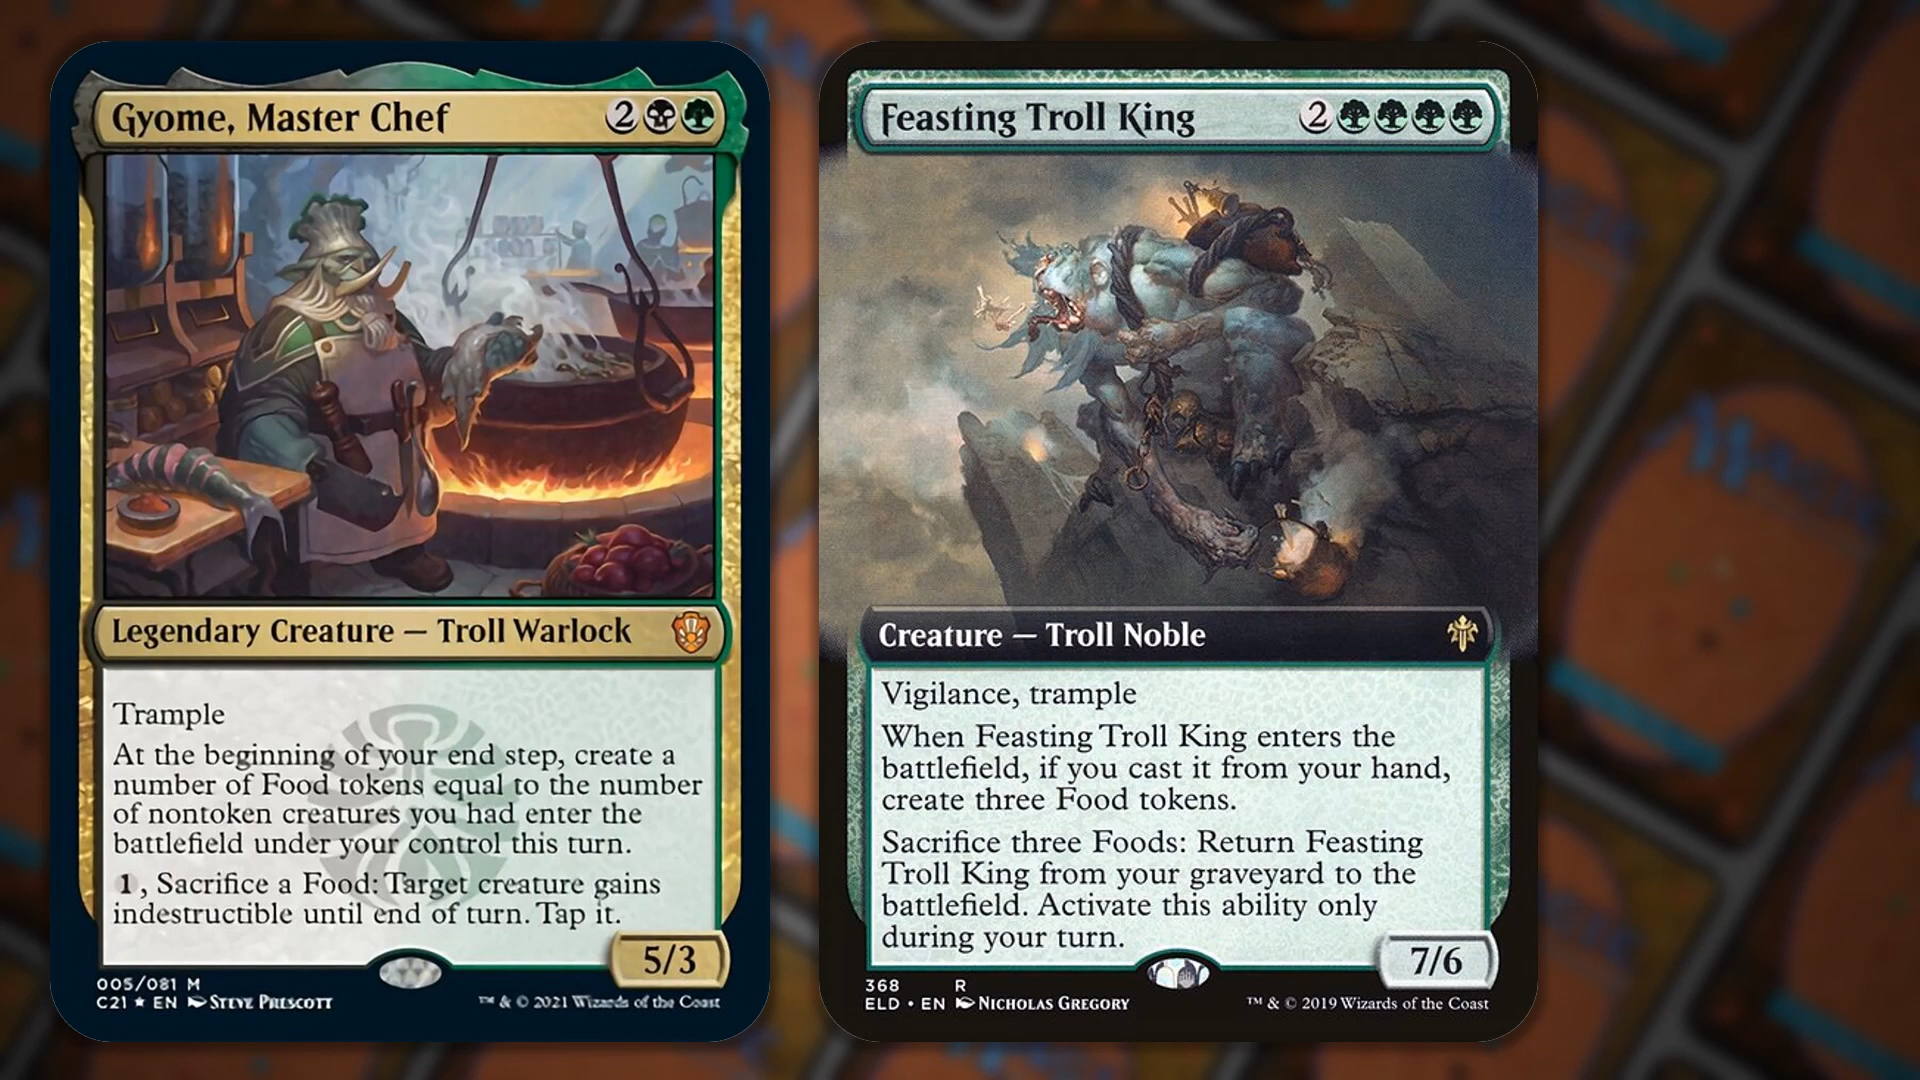 Gyome, Master Chef
2
Legendary Creature — Troll Warlock
Trample
At the beginning of your end step, create a
number of Food tokens equal to the number
of nontoken creatures you had enter the
battlefield under your control this turn.
1, Sacrifice a Food: Target creature gains
indestructible until end of turn. Tap it.
5/3
005/081 M
C21 ★ EN Steve Prescott
™ & © 2021 Wizards of the Coast
Feasting Troll King
2
Creature — Troll Noble
Vigilance, trample
When Feasting Troll King enters the
battlefield, if you cast it from your hand,
create three Food tokens.
Sacrifice three Foods: Return Feasting
Troll King from your graveyard to the
battlefield. Activate this ability only
during your turn.
7/6
368 R
ELD • EN Nicholas Gregory
™ & © 2019 Wizards of the Coast